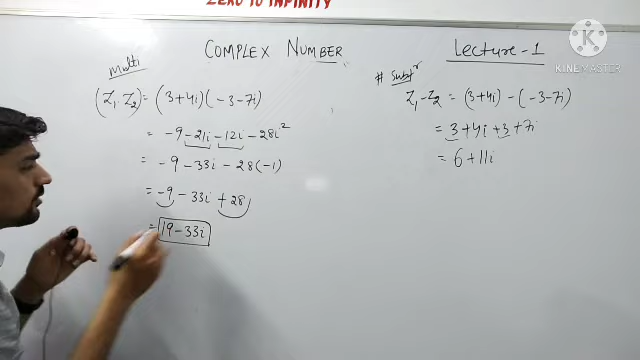 ZERO TO INFINITY
COMPLEX NUMBER
Lecture-1
KINEMASTER
multi
(Z₁.Z₂) = (3+4i)(-3-7i)
= -9-21i-12i-28i²
= -9-33i-28(-1)
= -9-33i+28
= 19-33i
# Subtʳ
Z₁-Z₂ = (3+4i)-(-3-7i)
= 3+4i+3+7i
= 6+11i